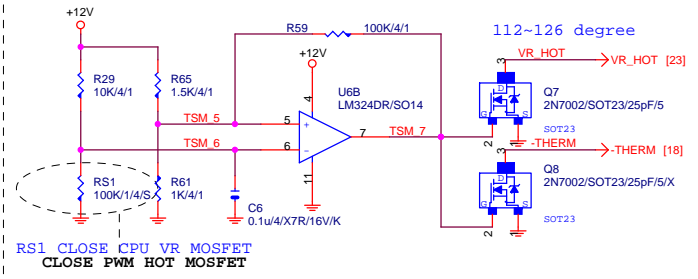 +12V
R59
100K/4/1
112~126 degree
+12V
VR_HOT
VR_HOT [23]
3
R29
10K/4/1
R65
1.5K/4/1
U6B
LM324DR/SO14
D
G
S
Q7
2N7002/SOT23/25pF/5
SOT23
2
1
4
TSM_5
5
+
7
TSM_7
TSM_6
6
-
11
-THERM
-THERM [18]
3
D
G
S
Q8
2N7002/SOT23/25pF/5/X
SOT23
2
1
RS1
100K/1/4/S
R61
1K/4/1
C6
0.1u/4/X7R/16V/K
RS1 CLOSE CPU VR MOSFET
CLOSE PWM HOT MOSFET